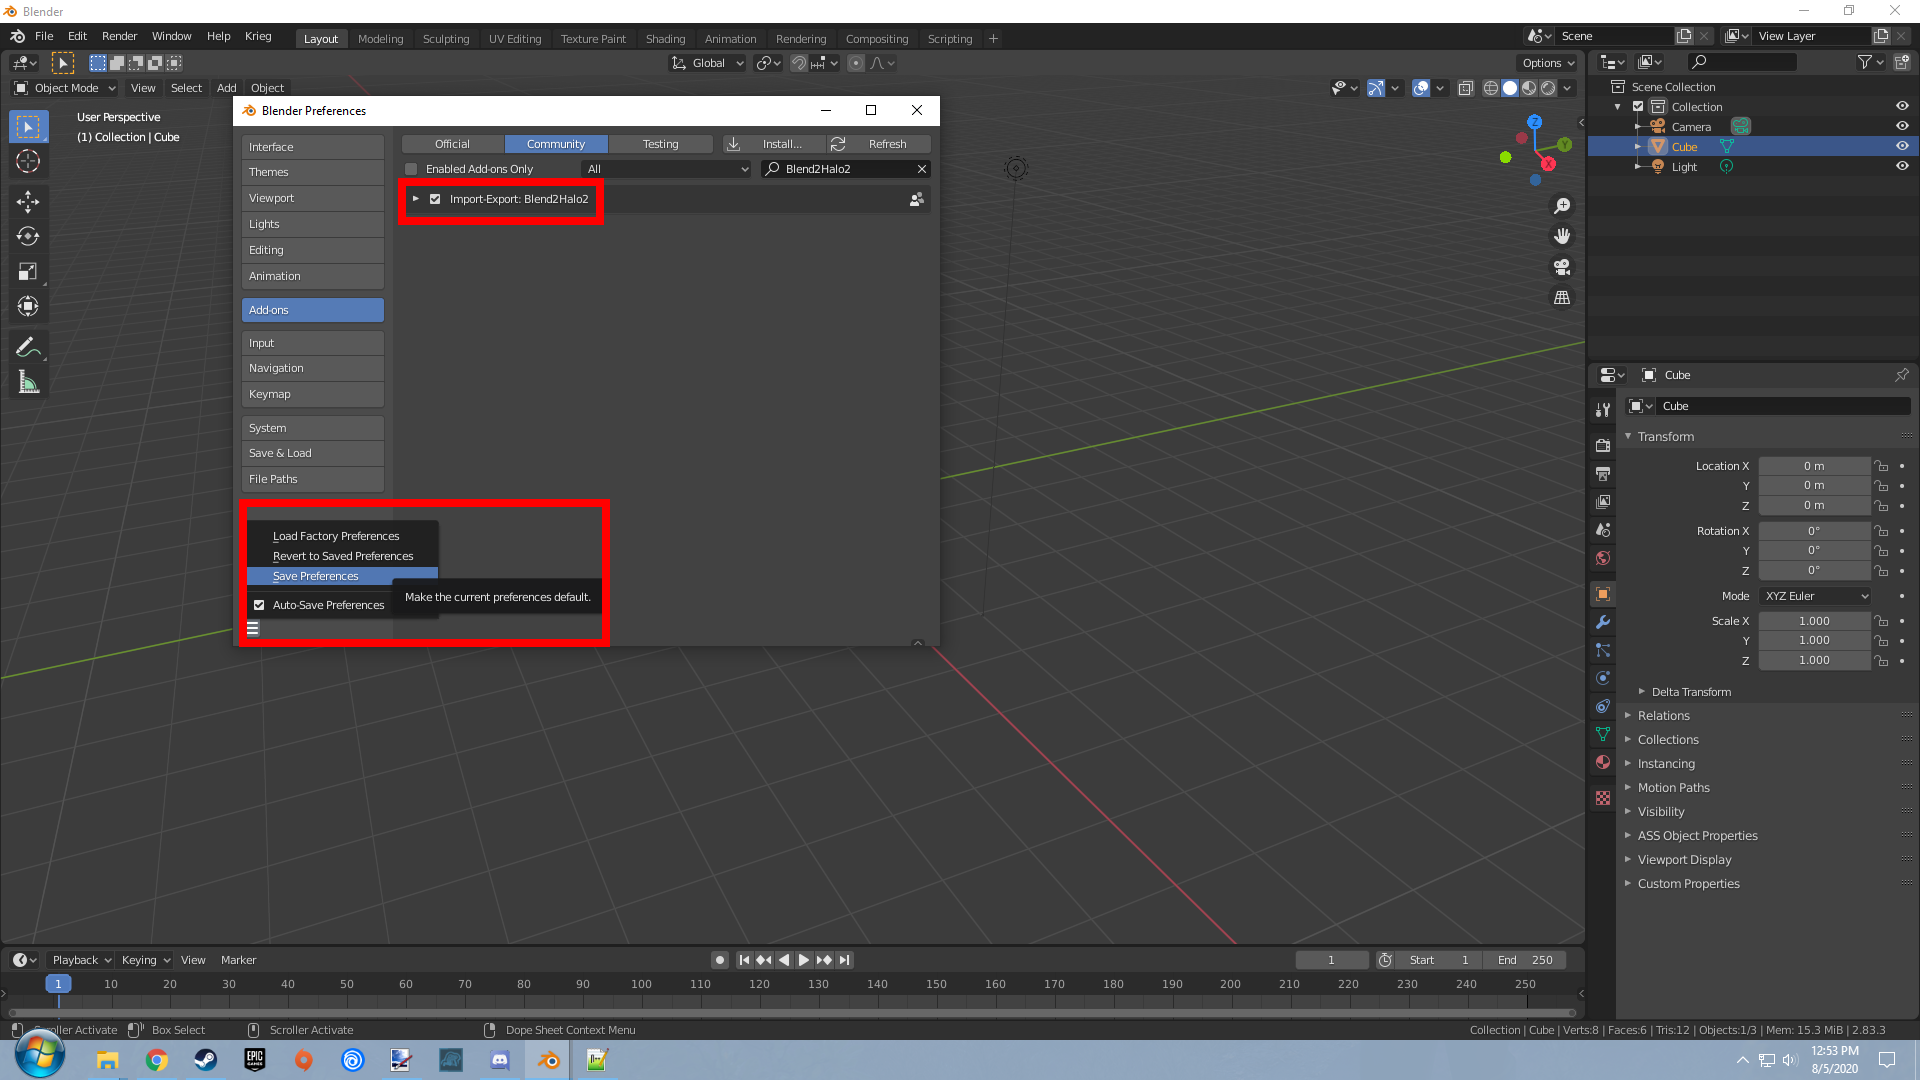 Blender
File Edit Render Window Help Krieg Layout Modeling Sculpting UV Editing Texture Paint Shading Animation Rendering Compositing Scripting + Scene View Layer
Global Options
Object Mode View Select Add Object
User Perspective
(1) Collection | Cube
Blender Preferences
Interface
Themes
Viewport
Lights
Editing
Animation
Add-ons
Input
Navigation
Keymap
System
Save & Load
File Paths
Official Community Testing Install... Refresh
Enabled Add-ons Only All Blend2Halo2
Import-Export: Blend2Halo2
Load Factory Preferences
Revert to Saved Preferences
Save Preferences
Make the current preferences default.
Auto-Save Preferences
Z
Y
X
Scene Collection
Collection
Camera
Cube
Light
Cube
Cube
Transform
Location X 0 m
Y 0 m
Z 0 m
Rotation X 0°
Y 0°
Z 0°
Mode XYZ Euler
Scale X 1.000
Y 1.000
Z 1.000
Delta Transform
Relations
Collections
Instancing
Motion Paths
Visibility
ASS Object Properties
Viewport Display
Custom Properties
Playback Keying View Marker 1 Start 1 End 250
1 10 20 30 40 50 60 70 80 90 100 110 120 130 140 150 160 170 180 190 200 210 220 230 240 250
Activate Box Select Scroller Activate Dope Sheet Context Menu Collection | Cube | Verts:8 | Faces:6 | Tris:12 | Objects:1/3 | Mem: 15.3 MiB | 2.83.3
EPIC GAMES
12:53 PM
8/5/2020